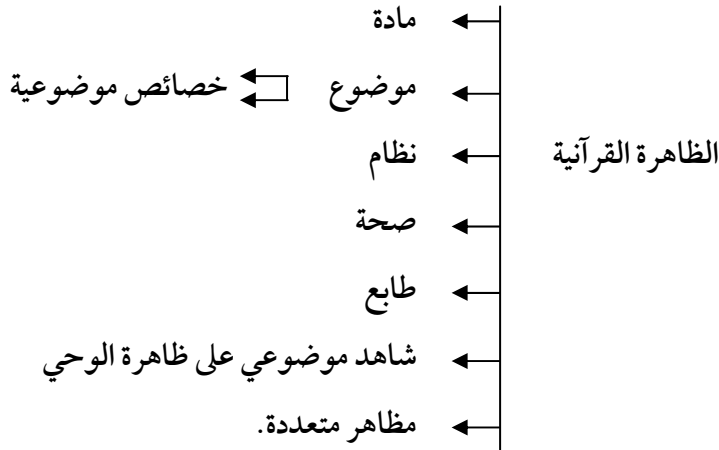 مادة
موضوع خصائص موضوعية
الظاهرة القرآنية نظام
صحة
طابع
شاهد موضوعي على ظاهرة الوحي
مظاهر متعددة.